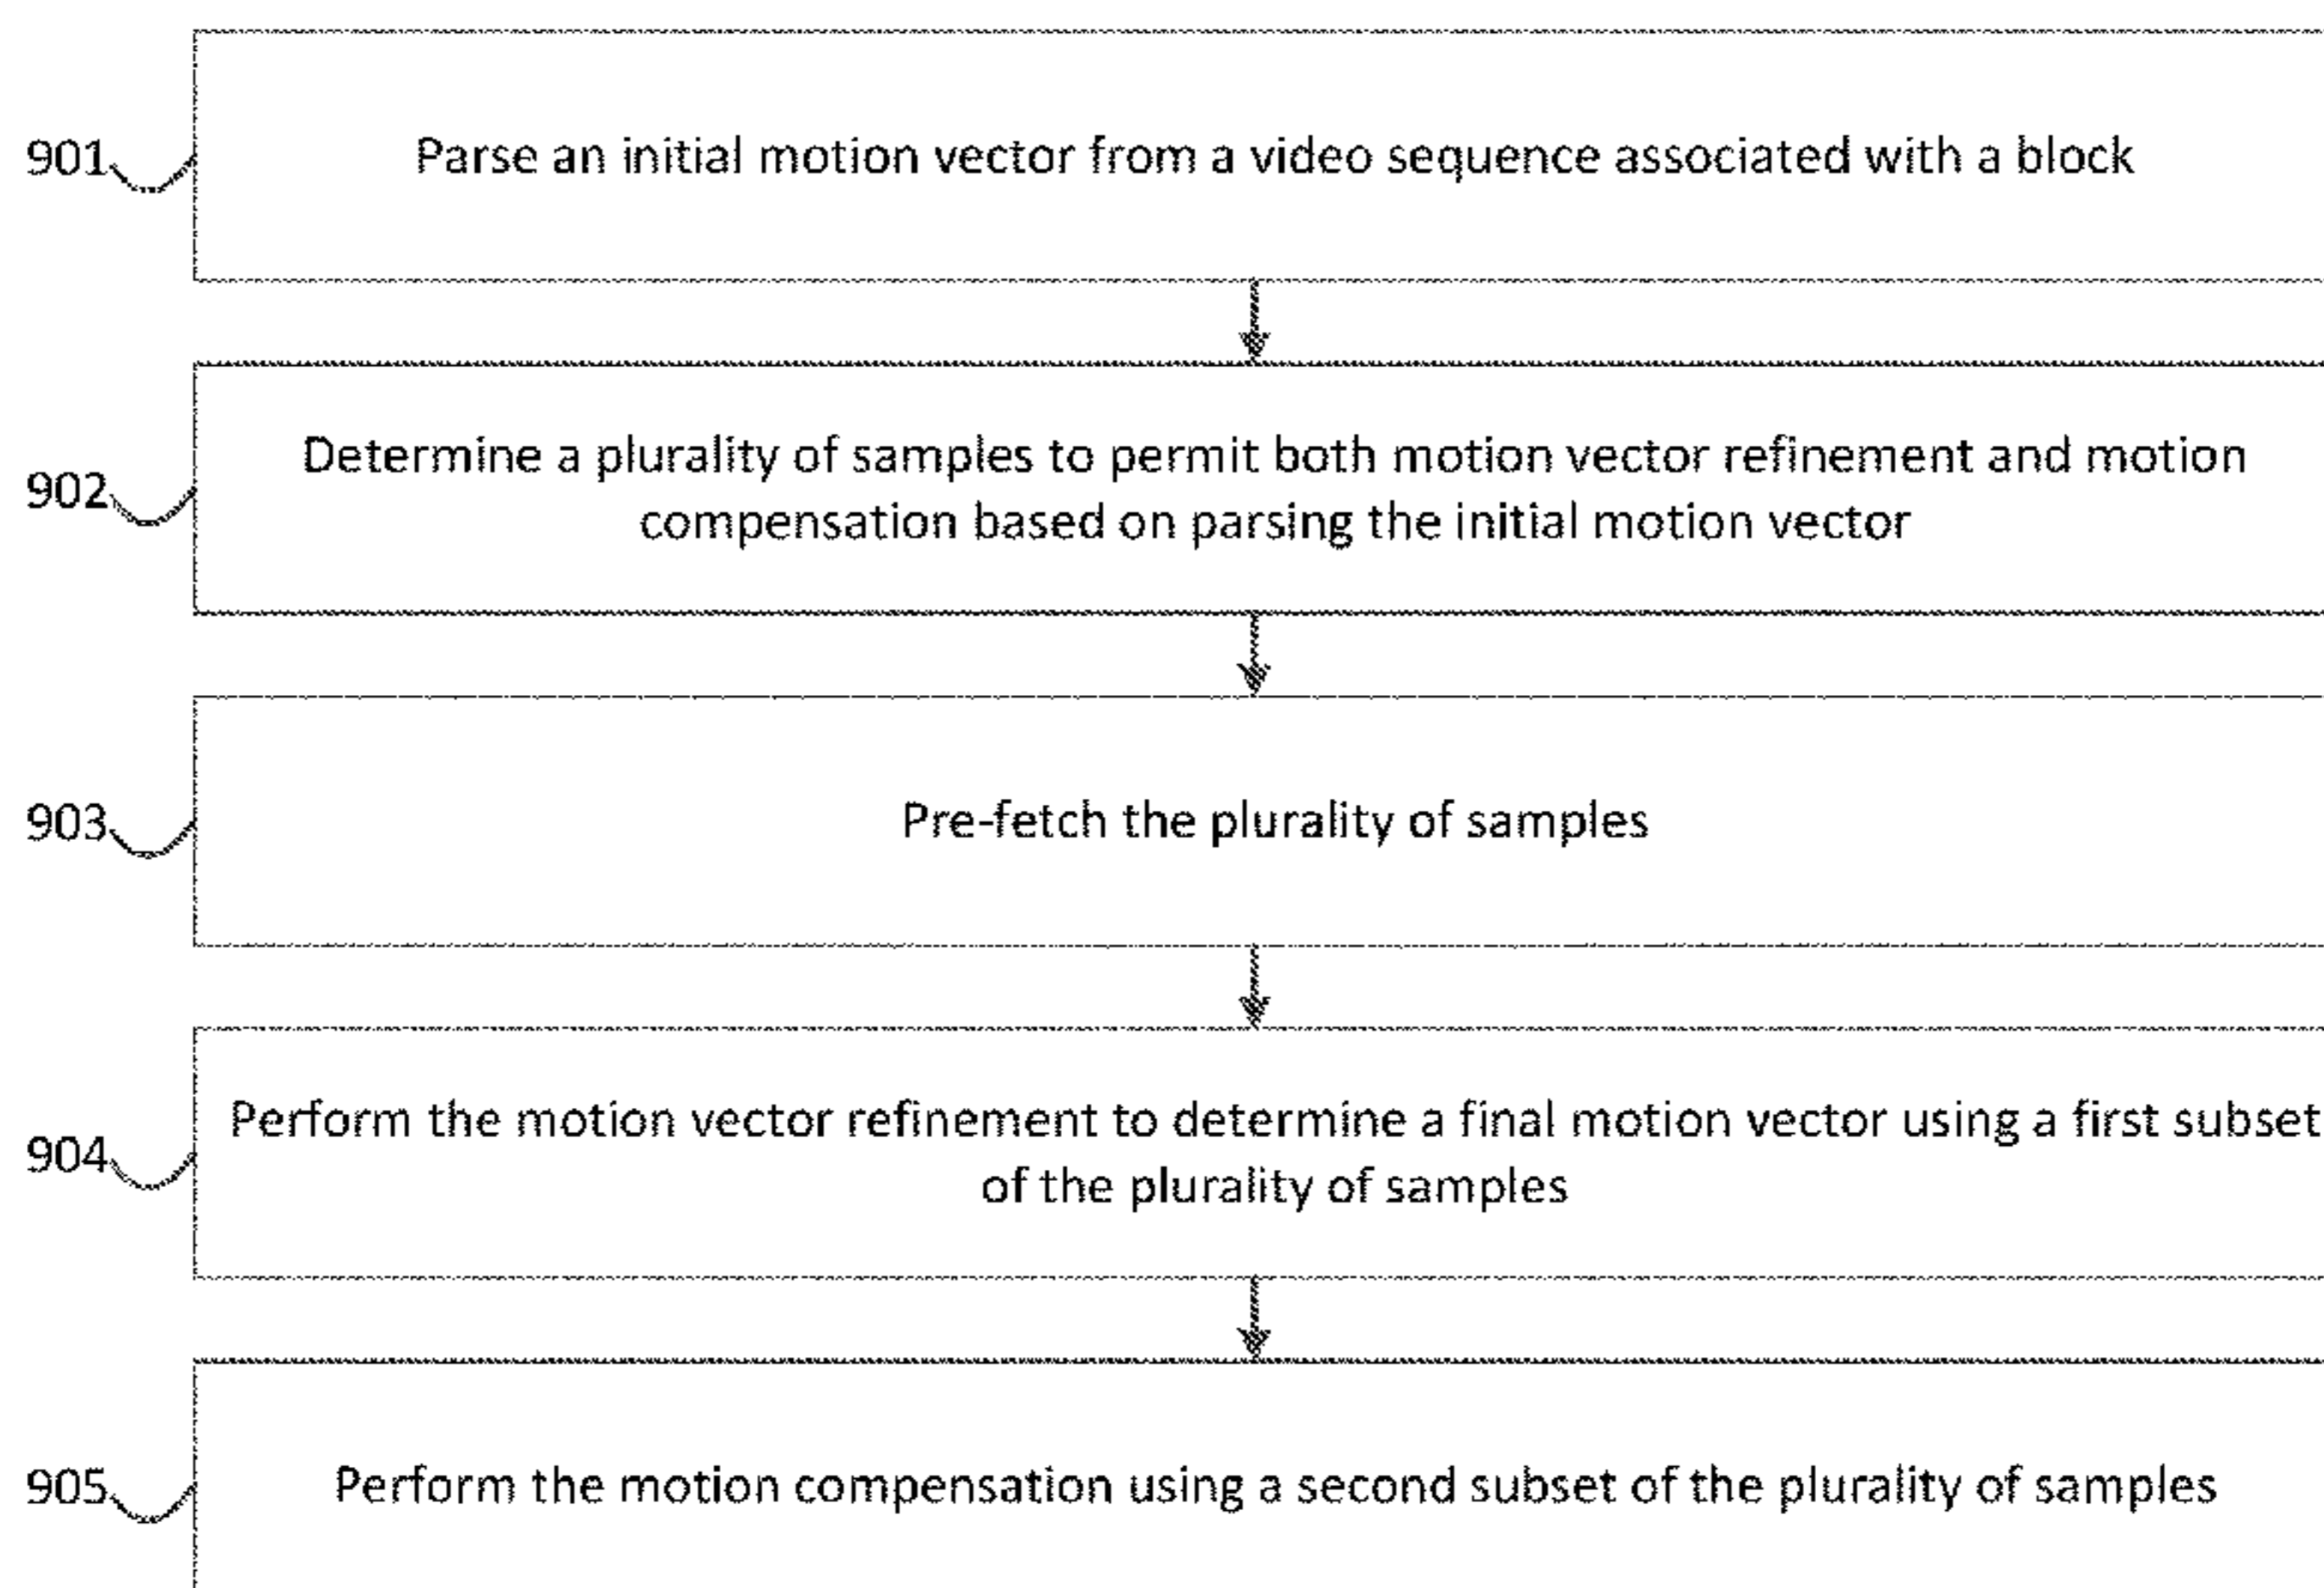 901
Parse an initial motion vector from a video sequence associated with a block
902
Determine a plurality of samples to permit both motion vector refinement and motion
compensation based on parsing the initial motion vector
903
Pre-fetch the plurality of samples
904
Perform the motion vector refinement to determine a final motion vector using a first subset
of the plurality of samples
905
Perform the motion compensation using a second subset of the plurality of samples